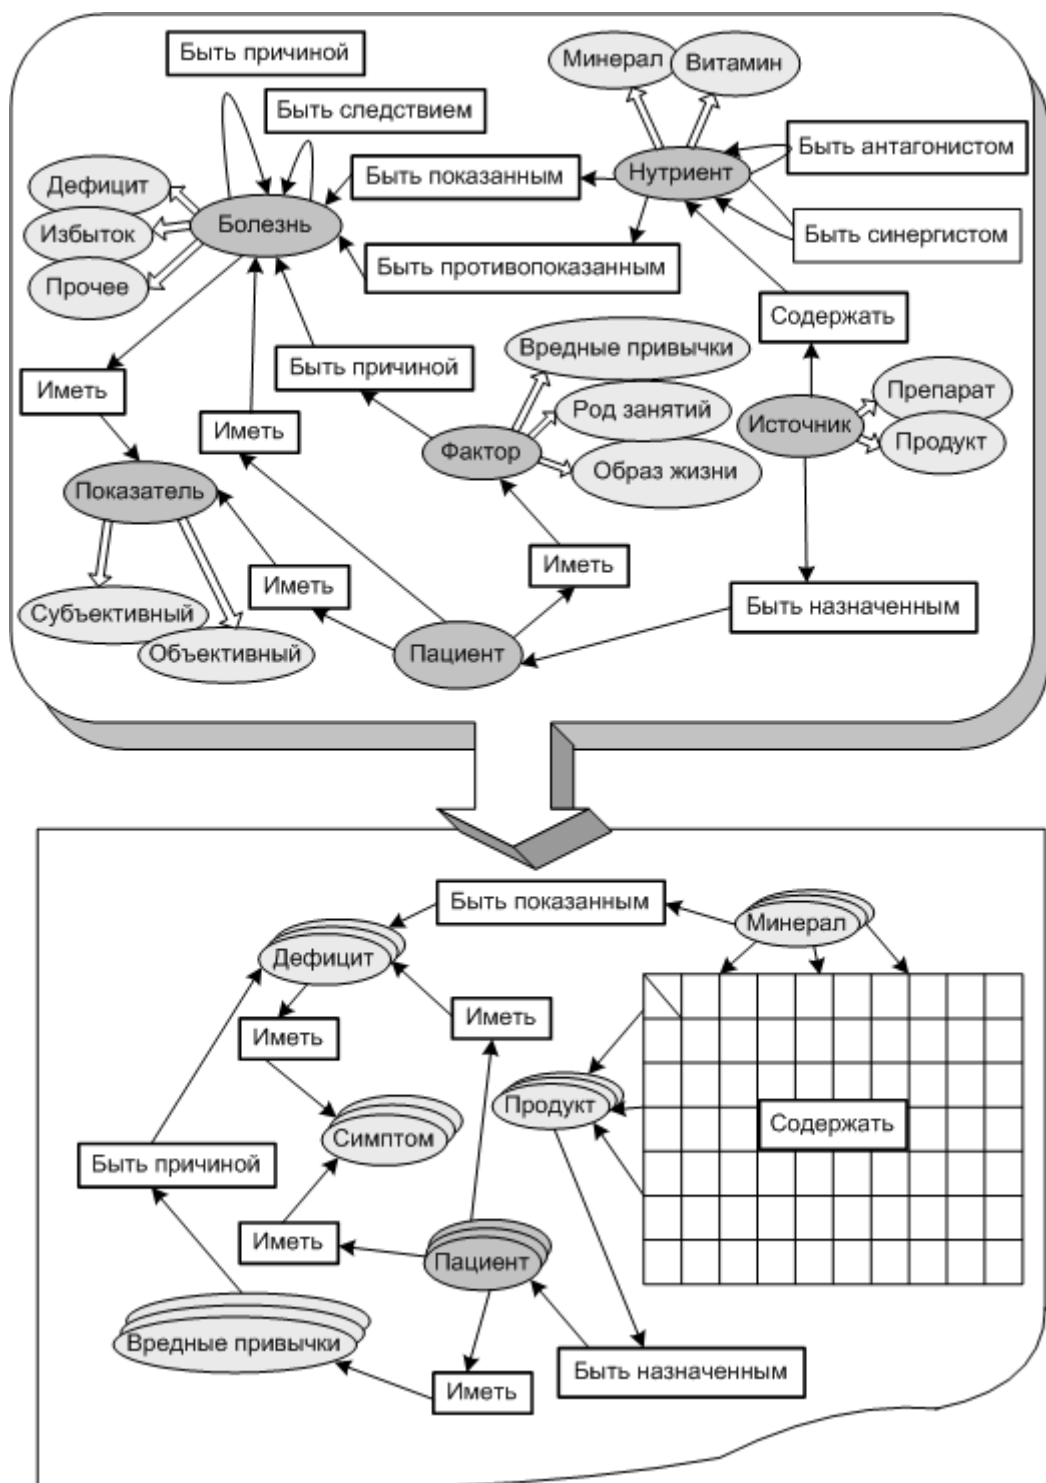 Быть причиной
Минерал
Витамин
Быть следствием
Быть антагонистом
Дефицит
Быть показанным
Нутриент
Избыток
Болезнь
Быть синергистом
Прочее
Быть противопоказанным
Содержать
Вредные привычки
Быть причиной
Иметь
Препарат
Род занятий
Иметь
Источник
Продукт
Фактор
Образ жизни
Показатель
Иметь
Иметь
Быть назначенным
Субъективный
Объективный
Пациент
Быть показанным
Минерал
Дефицит
Иметь
Иметь
Продукт
Содержать
Симптом
Быть причиной
Иметь
Пациент
Вредные привычки
Быть назначенным
Иметь